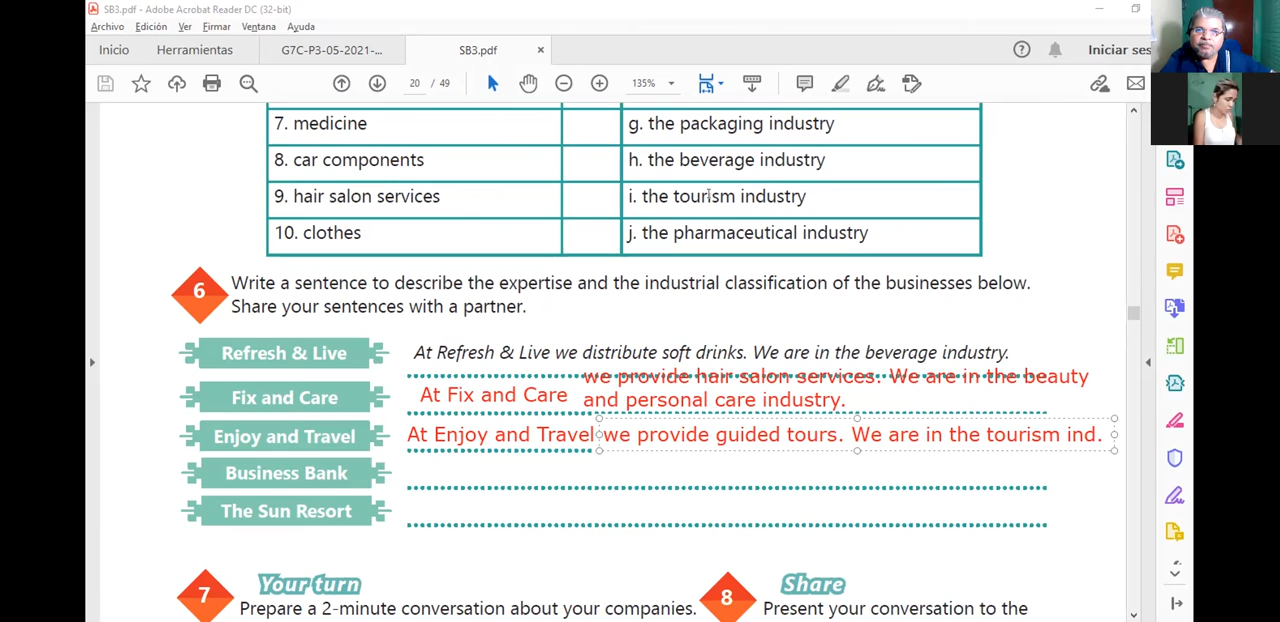 SB3.pdf - Adobe Acrobat Reader DC (32-bit)
Archivo Edición Ver Firmar Ventana Ayuda
Inicio Herramientas G7C-P3-05-2021-... SB3.pdf × Iniciar ses
20 / 49 135%
7. medicine g. the packaging industry
8. car components h. the beverage industry
9. hair salon services i. the tourism industry
10. clothes j. the pharmaceutical industry
6 Write a sentence to describe the expertise and the industrial classification of the businesses below.
Share your sentences with a partner.
Refresh & Live At Refresh & Live we distribute soft drinks. We are in the beverage industry.
we provide hair salon services. We are in the beauty
Fix and Care At Fix and Care and personal care industry.
Enjoy and Travel At Enjoy and Travel we provide guided tours. We are in the tourism ind.
Business Bank
The Sun Resort
7 Your turn 8 Share
Prepare a 2-minute conversation about your companies. Present your conversation to the